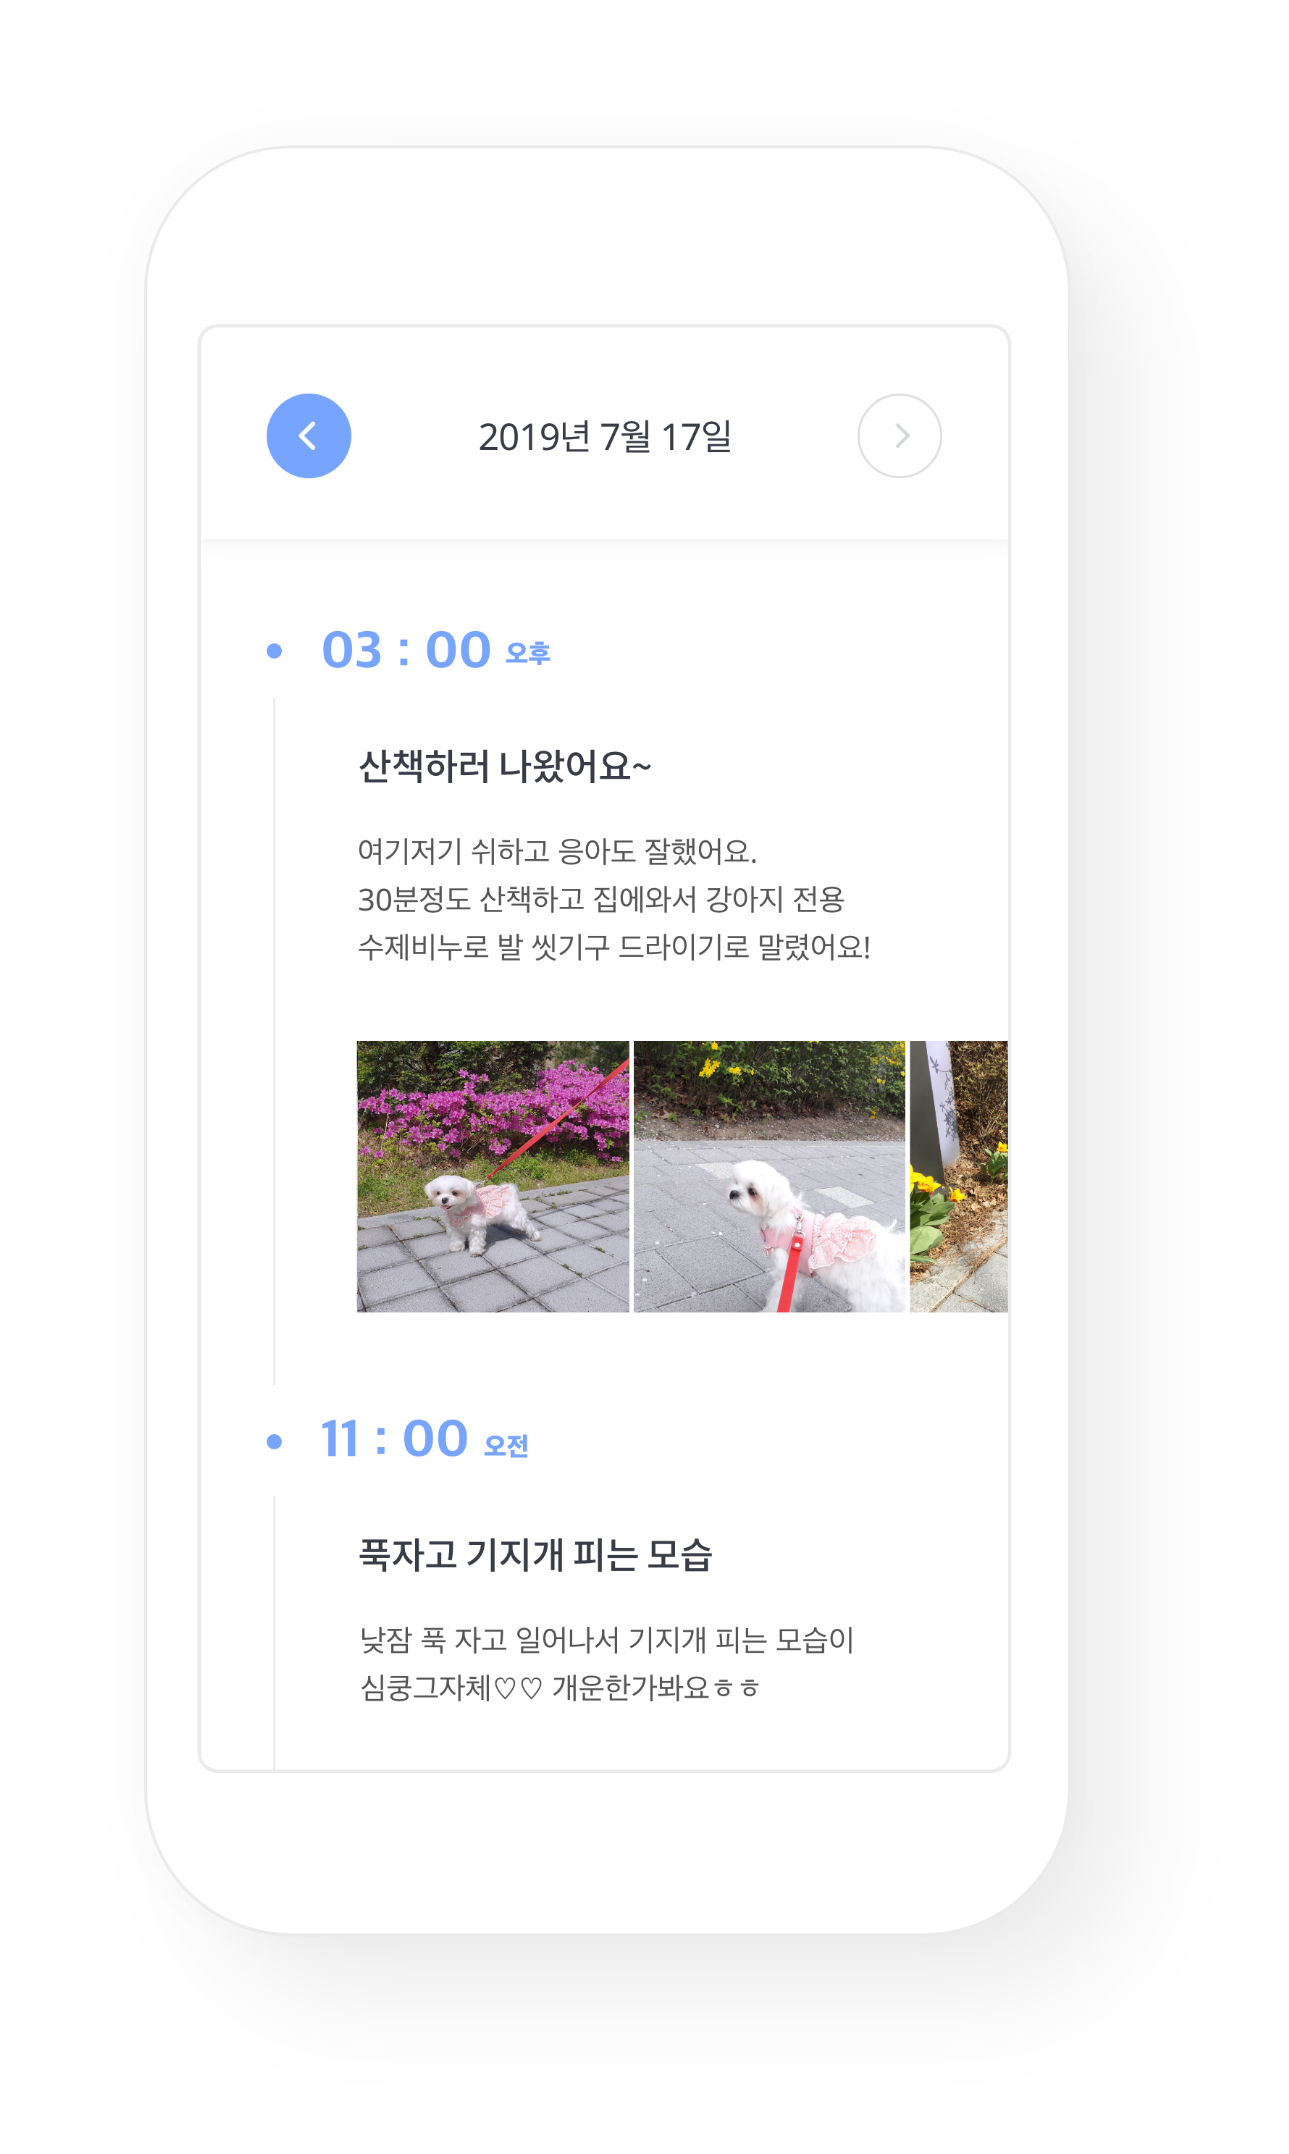 2019년 7월 17일
03 : 00 오후
산책하러 나왔어요~
여기저기 쉬하고 응아도 잘했어요.
30분정도 산책하고 집에와서 강아지 전용
수제비누로 발 씻기구 드라이기로 말렸어요!
11 : 00 오전
푹자고 기지개 피는 모습
낮잠 푹 자고 일어나서 기지개 피는 모습이
심쿵그자체♡♡ 개운한가봐요ㅎㅎ